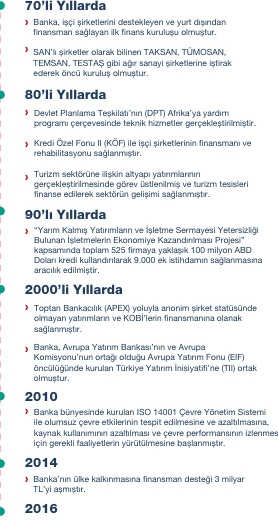 70'li Yıllarda
Banka, işçi şirketlerini destekleyen ve yurt dışından
finansman sağlayan ilk finans kuruluşu olmuştur.
SAN'lı şirketler olarak bilinen TAKSAN, TÜMOSAN,
TEMSAN, TESTAŞ gibi ağır sanayi şirketlerine iştirak
ederek öncü kuruluş olmuştur.
80'li Yıllarda
Devlet Planlama Teşkilatı'nın (DPT) Afrika'ya yardım
programı çerçevesinde teknik hizmetler gerçekleştirilmiştir.
Kredi Özel Fonu II (KÖF) ile işçi şirketlerinin finansmanı ve
rehabilitasyonu sağlanmıştır.
Turizm sektörüne ilişkin altyapı yatırımlarının
gerçekleştirilmesinde görev üstlenilmiş ve turizm tesisleri
finanse edilerek sektörün gelişimi sağlanmıştır.
90'lı Yıllarda
"Yarım Kalmış Yatırımların ve İşletme Sermayesi Yetersizliği
Bulunan İşletmelerin Ekonomiye Kazandırılması Projesi"
kapsamında toplam 525 firmaya yaklaşık 100 milyon ABD
Doları kredi kullandırılarak 9.000 ek istihdamın sağlanmasına
aracılık edilmiştir.
2000'li Yıllarda
Toptan Bankacılık (APEX) yoluyla anonim şirket statüsünde
olmayan yatırımların ve KOBİ'lerin finansmanına olanak
sağlanmıştır.
Banka, Avrupa Yatırım Bankası'nın ve Avrupa
Komisyonu'nun ortağı olduğu Avrupa Yatırım Fonu (EIF)
öncülüğünde kurulan Türkiye Yatırım İnisiyatifi'ne (TII) ortak
olmuştur.
2010
Banka bünyesinde kurulan ISO 14001 Çevre Yönetim Sistemi
ile olumsuz çevre etkilerinin tespit edilmesine ve azaltılmasına,
kaynak kullanımının azaltılması ve çevre performansının izlenmesi
için gerekli faaliyetlerin yürütülmesine başlanmıştır.
2014
Banka'nın ülke kalkınmasına finansman desteği 3 milyar
TL'yi aşmıştır.
2016